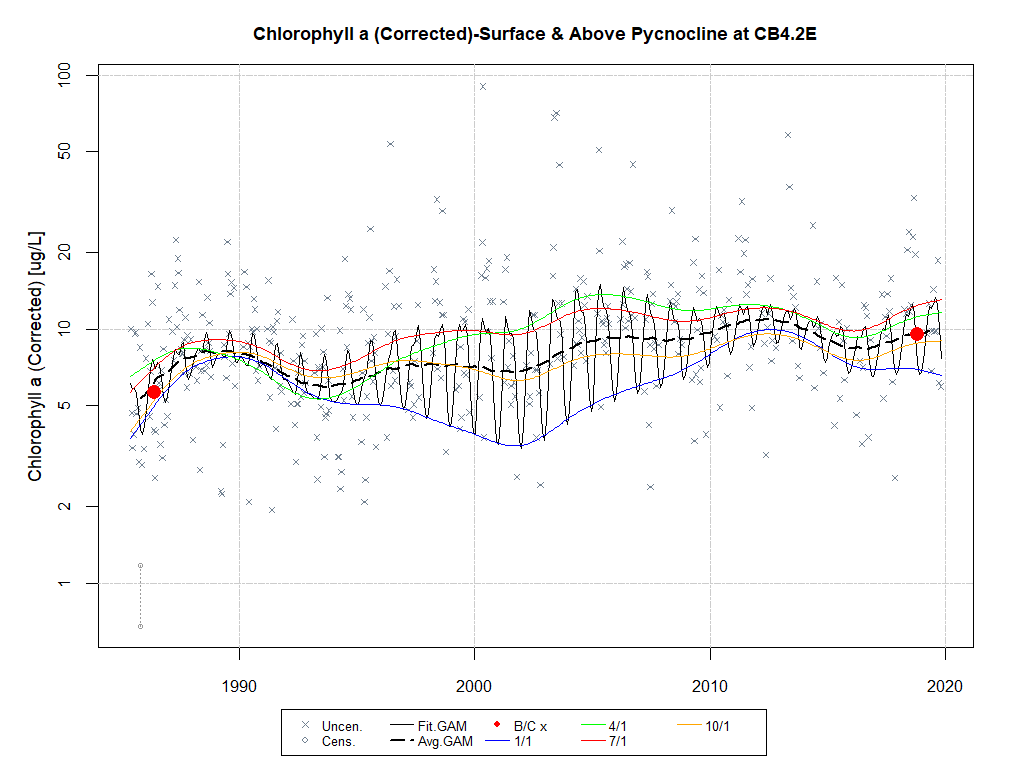 Chlorophyll a (Corrected)-Surface & Above Pycnocline at CB4.2E
Chlorophyll a (Corrected) [ug/L]
100
50
20
10
5
2
1
1990 2000 2010 2020
Uncen. Fit.GAM B/C x 4/1 10/1
Cens. Avg.GAM 1/1 7/1